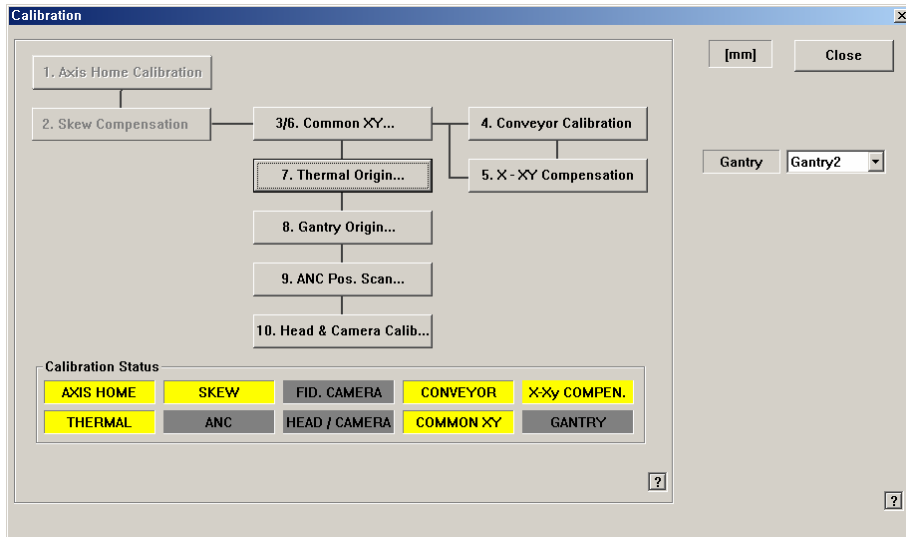 Calibration
[mm]
Close
1. Axis Home Calibration
2. Skew Compensation
3/6. Common XY...
4. Conveyor Calibration
7. Thermal Origin...
5. X - XY Compensation
Gantry
Gantry2
8. Gantry Origin...
9. ANC Pos. Scan...
10. Head & Camera Calib...
Calibration Status
AXIS HOME
SKEW
FID. CAMERA
CONVEYOR
X-Xy COMPEN.
THERMAL
ANC
HEAD / CAMERA
COMMON XY
GANTRY
?
?